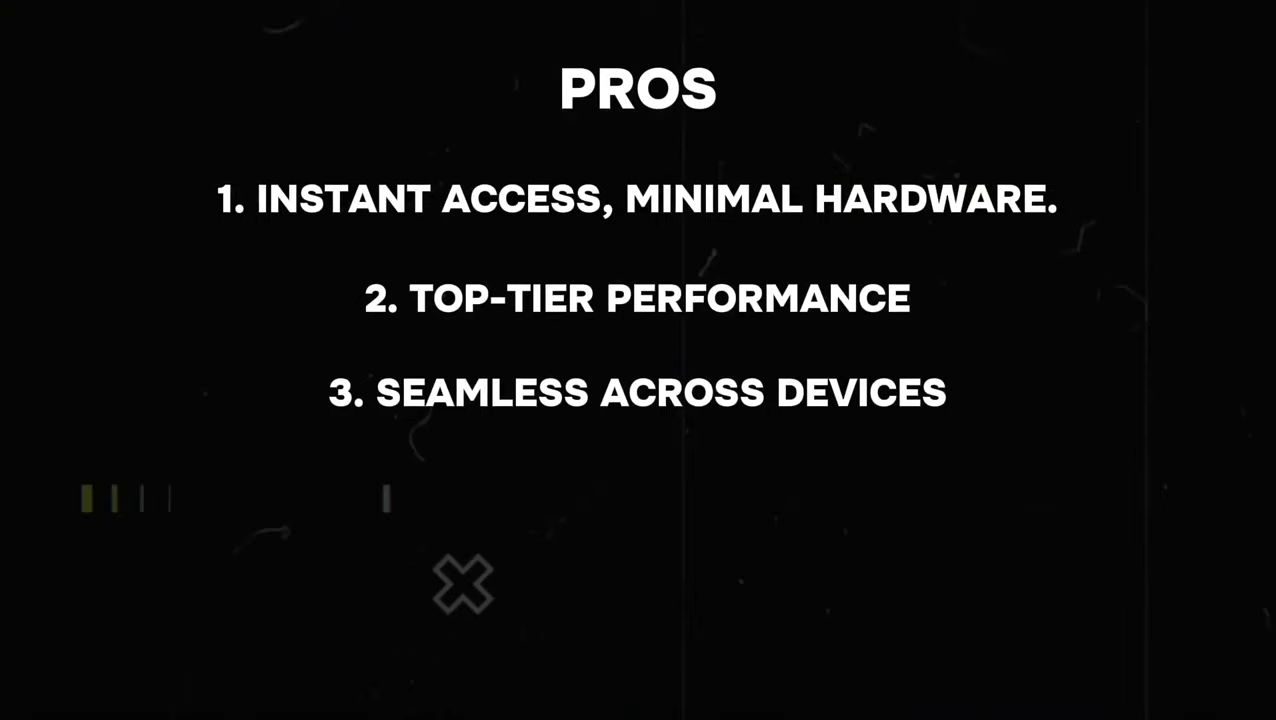 PROS
1. INSTANT ACCESS, MINIMAL HARDWARE.
2. TOP-TIER PERFORMANCE
3. SEAMLESS ACROSS DEVICES